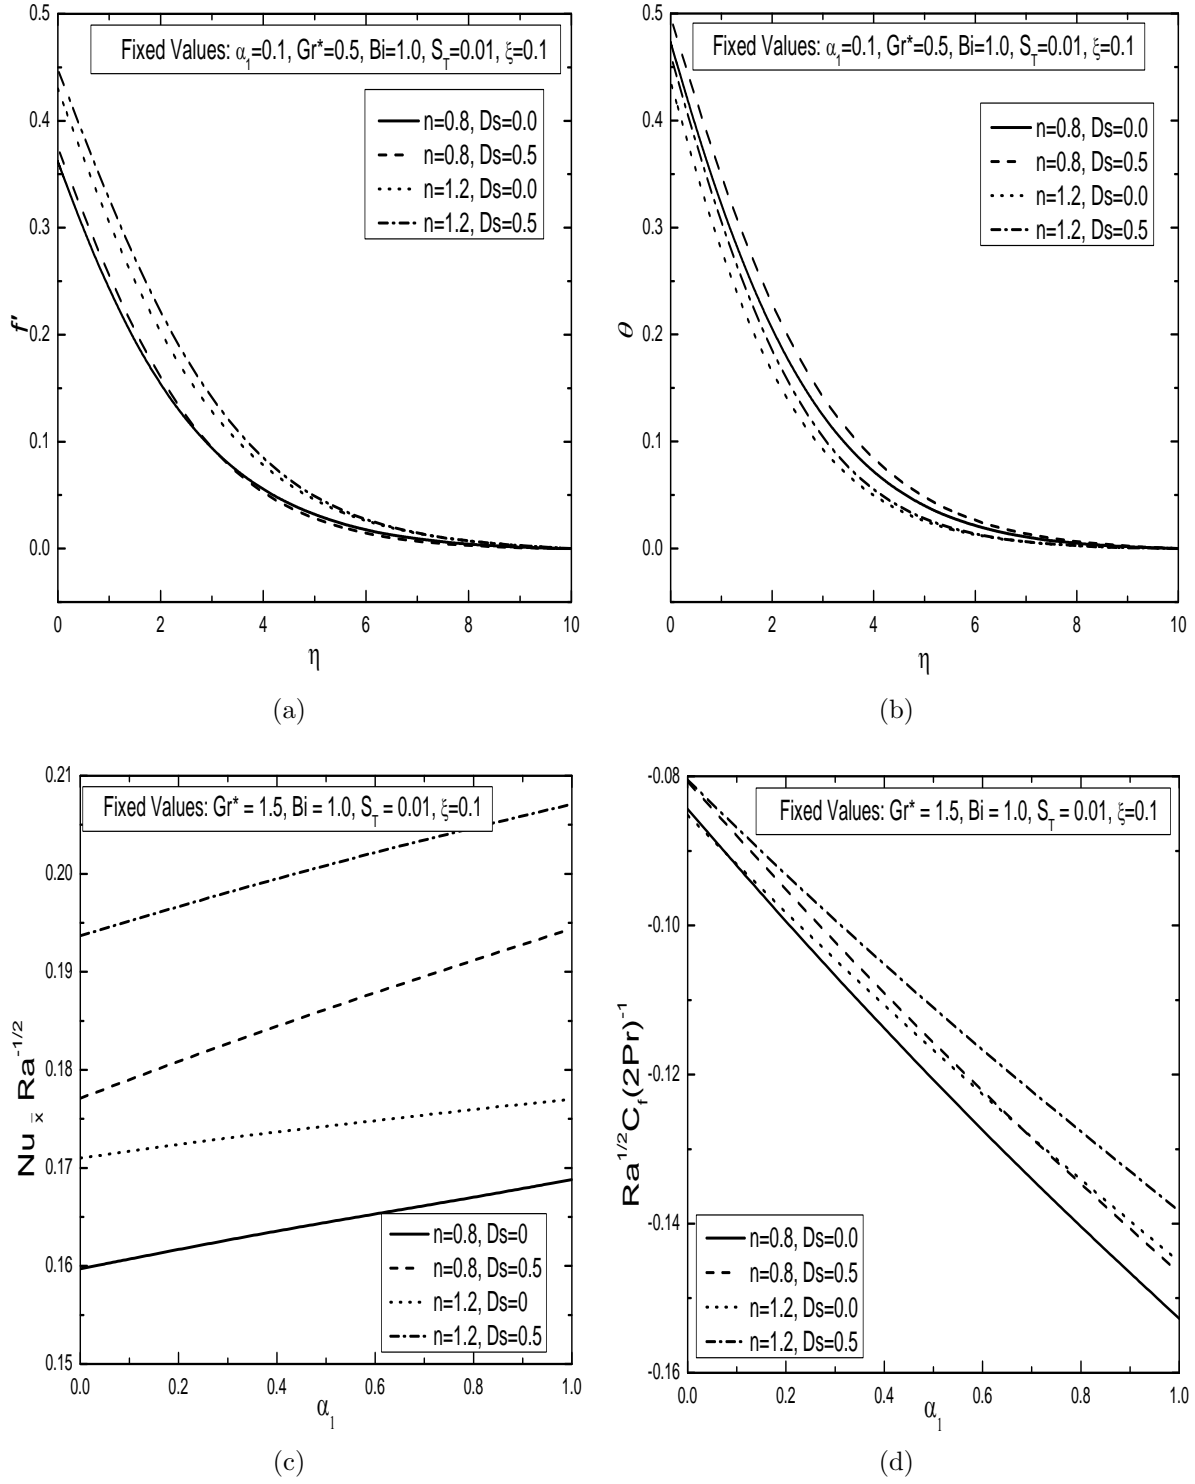 Fixed Values: α₁=0.1, Gr*=0.5, Bi=1.0, S_T=0.01, ξ=0.1
n=0.8, Ds=0.0
n=0.8, Ds=0.5
n=1.2, Ds=0.0
n=1.2, Ds=0.5
0.5
0.4
0.3
0.2
0.1
0.0
f'
0 2 4 6 8 10
η
(a)
Fixed Values: α₁=0.1, Gr*=0.5, Bi=1.0, S_T=0.01, ξ=0.1
n=0.8, Ds=0.0
n=0.8, Ds=0.5
n=1.2, Ds=0.0
n=1.2, Ds=0.5
0.5
0.4
0.3
0.2
0.1
0.0
θ
0 2 4 6 8 10
η
(b)
Fixed Values: Gr* = 1.5, Bi = 1.0, S_T = 0.01, ξ=0.1
0.21
0.20
0.19
0.18
0.17
0.16
0.15
Nu_x̄ Ra^-1/2
n=0.8, Ds=0
n=0.8, Ds=0.5
n=1.2, Ds=0
n=1.2, Ds=0.5
0.0 0.2 0.4 0.6 0.8 1.0
α₁
(c)
Fixed Values: Gr* = 1.5, Bi = 1.0, S_T = 0.01, ξ=0.1
-0.08
-0.10
-0.12
-0.14
-0.16
Ra^1/2 C_f(2Pr)^-1
n=0.8, Ds=0.0
n=0.8, Ds=0.5
n=1.2, Ds=0.0
n=1.2, Ds=0.5
0.0 0.2 0.4 0.6 0.8 1.0
α₁
(d)